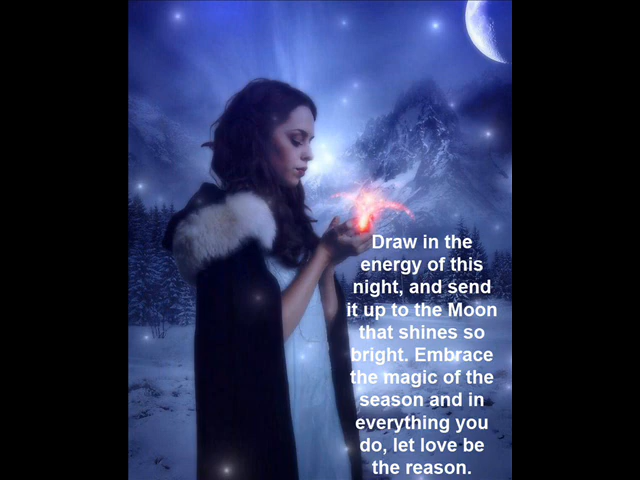 Draw in the
energy of this
night, and send
it up to the Moon
that shines so
bright. Embrace
the magic of the
season and in
everything you
do, let love be
the reason.